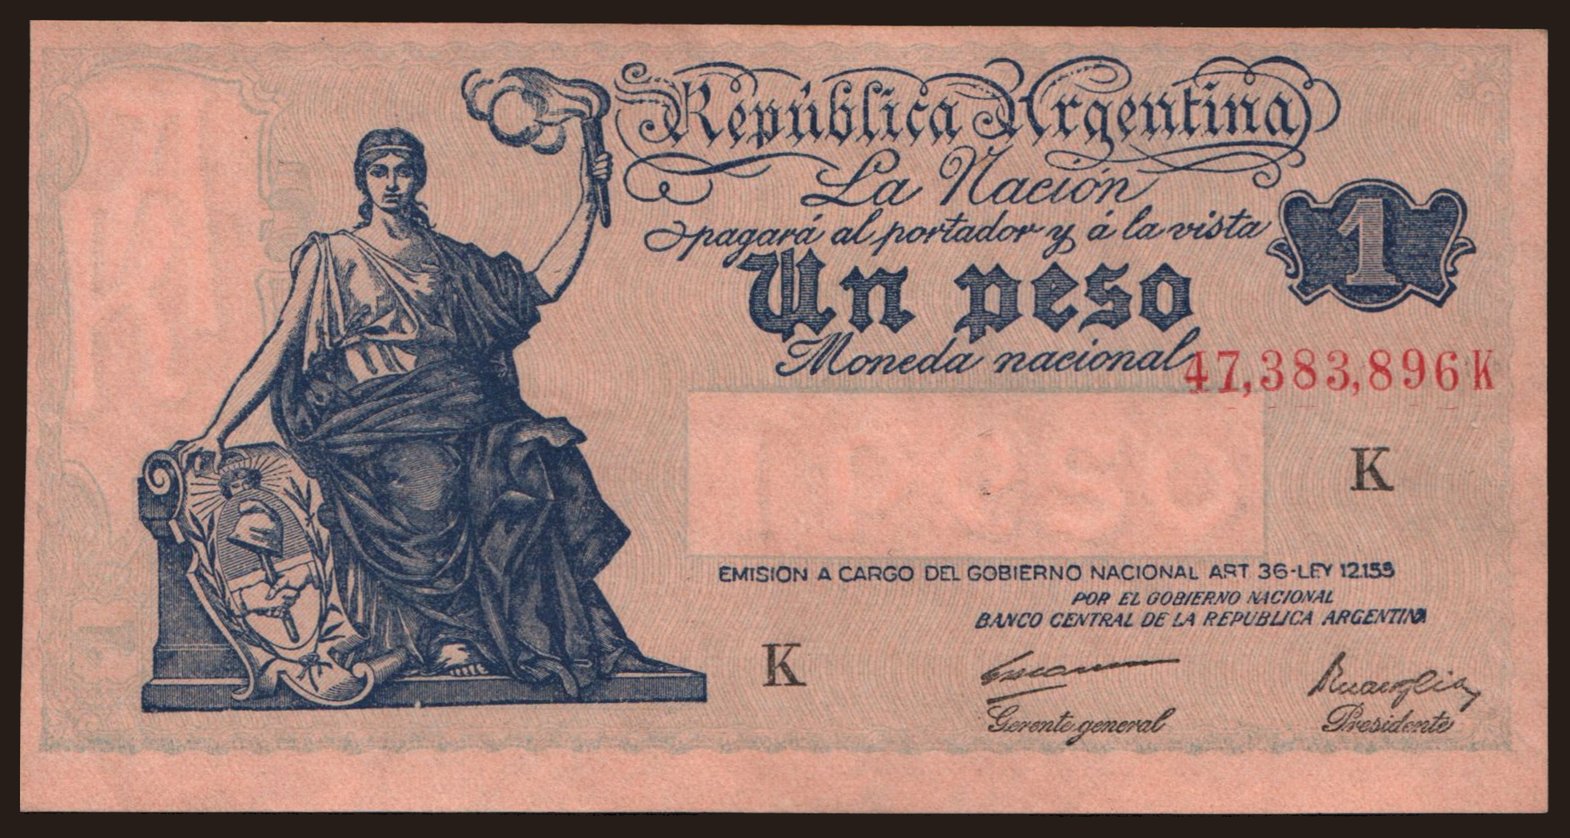 República Argentina
La Nación
pagará al portador y á la vista
1
Un peso
Moneda nacional
47,383,896 K
K
EMISION A CARGO DEL GOBIERNO NACIONAL ART 36-LEY 12.155
POR EL GOBIERNO NACIONAL
BANCO CENTRAL DE LA REPUBLICA ARGENTINA
K
Gerente general
Presidente